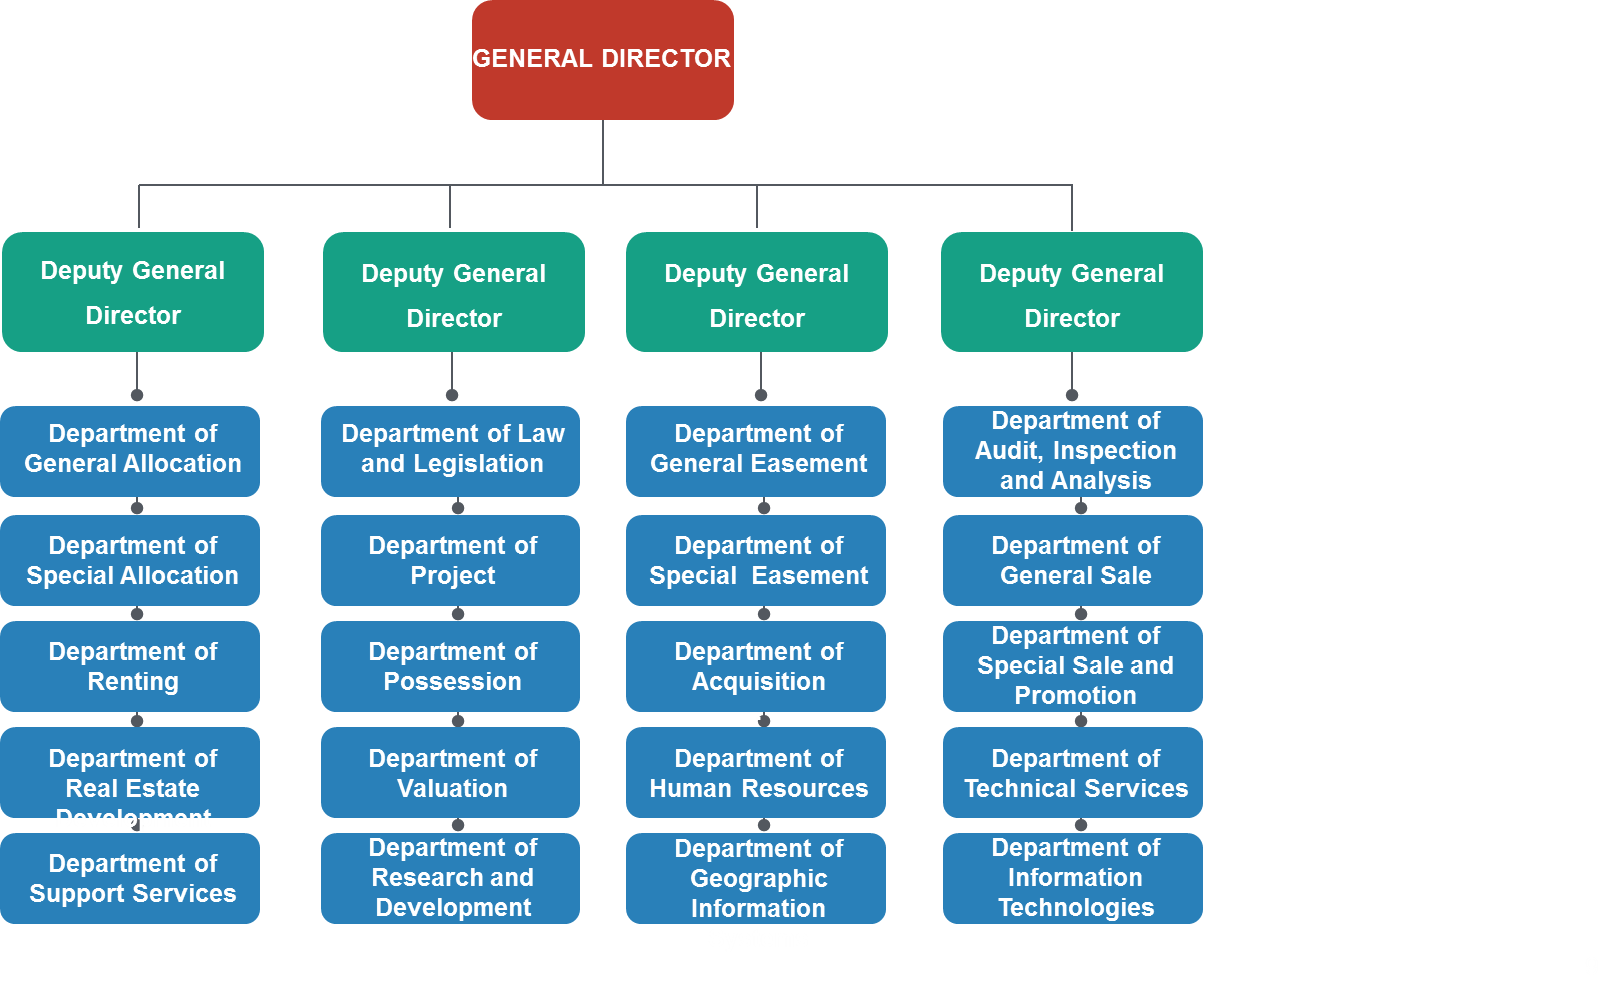 GENERAL DIRECTOR
Deputy General
Director
Deputy General
Director
Deputy General
Director
Deputy General
Director
Department of
General Allocation
Department of Law
and Legislation
Department of
General Easement
Department of
Audit, Inspection
and Analysis
Department of
Special Allocation
Department of
Project
Department of
Special Easement
Department of
General Sale
Department of
Renting
Department of
Possession
Department of
Acquisition
Department of
Special Sale and
Promotion
Department of
Real Estate
Development
Department of
Valuation
Department of
Human Resources
Department of
Technical Services
Department of
Support Services
Department of
Research and
Development
Department of
Geographic
Information
Department of
Information
Technologies